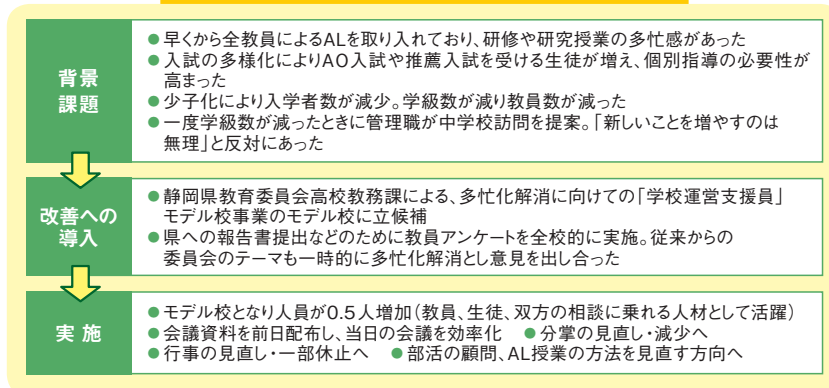 背景
課題
●早くから全教員によるALを取り入れており、研修や研究授業の多忙感があった
●入試の多様化によりAO入試や推薦入試を受ける生徒が増え、個別指導の必要性が
高まった
●少子化により入学者数が減少。学級数が減り教員数が減った
●一度学級数が減ったときに管理職が中学校訪問を提案。「新しいことを増やすのは
無理」と反対にあった
改善への
導入
●静岡県教育委員会高校教務課による、多忙化解消に向けての「学校運営支援員」
モデル校事業のモデル校に立候補
●県への報告書提出などのために教員アンケートを全校的に実施。従来からの
委員会のテーマも一時的に多忙化解消とし意見を出し合った
実 施
●モデル校となり人員が0.5人増加(教員、生徒、双方の相談に乗れる人材として活躍)
●会議資料を前日配布し、当日の会議を効率化 ●分掌の見直し・減少へ
●行事の見直し・一部休止へ ●部活の顧問、AL授業の方法を見直す方向へ